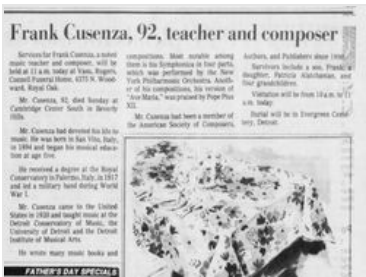 Frank Cusenza, 92, teacher and composer
Services for Frank Cusenza, a noted
music teacher and composer, will be
held at 11 a.m. today at Vasu, Rogers,
Connell Funeral Home, 4375 N. Wood-
ward, Royal Oak.
Mr. Cusenza, 92, died Sunday at
Cambridge Center South in Beverly
Hills.
Mr. Cusenza had devoted his life to
music. He was born in San Vito, Italy,
in 1894 and began his musical educa-
tion at age five.
He received a degree at the Royal
Conservatory in Palermo, Italy, in 1917
and led a military band during World
War I.
Mr. Cusenza came to the United
States in 1920 and taught music at the
Detroit Conservatory of Music, the
University of Detroit and the Detroit
Institute of Musical Arts.
He wrote many music books and
compositions. Most notable among
them is his Symphonica in four parts,
which was performed by the New
York Philharmonic Orchestra. Anoth-
er of his compositions, his version of
"Ave Maria," was praised by Pope Pius
XII.
Mr. Cusenza had been a member of
the American Society of Composers,
Authors, and Publishers since
Survivors include a son, Frank; a
daughter, Patricia Alatchanian, and
four grandchildren.
Visitation will be from 10 a.m. to 11
a.m. today.
Burial will be in Evergreen Ceme-
tery, Detroit.
FATHER'S DAY SPECIALS